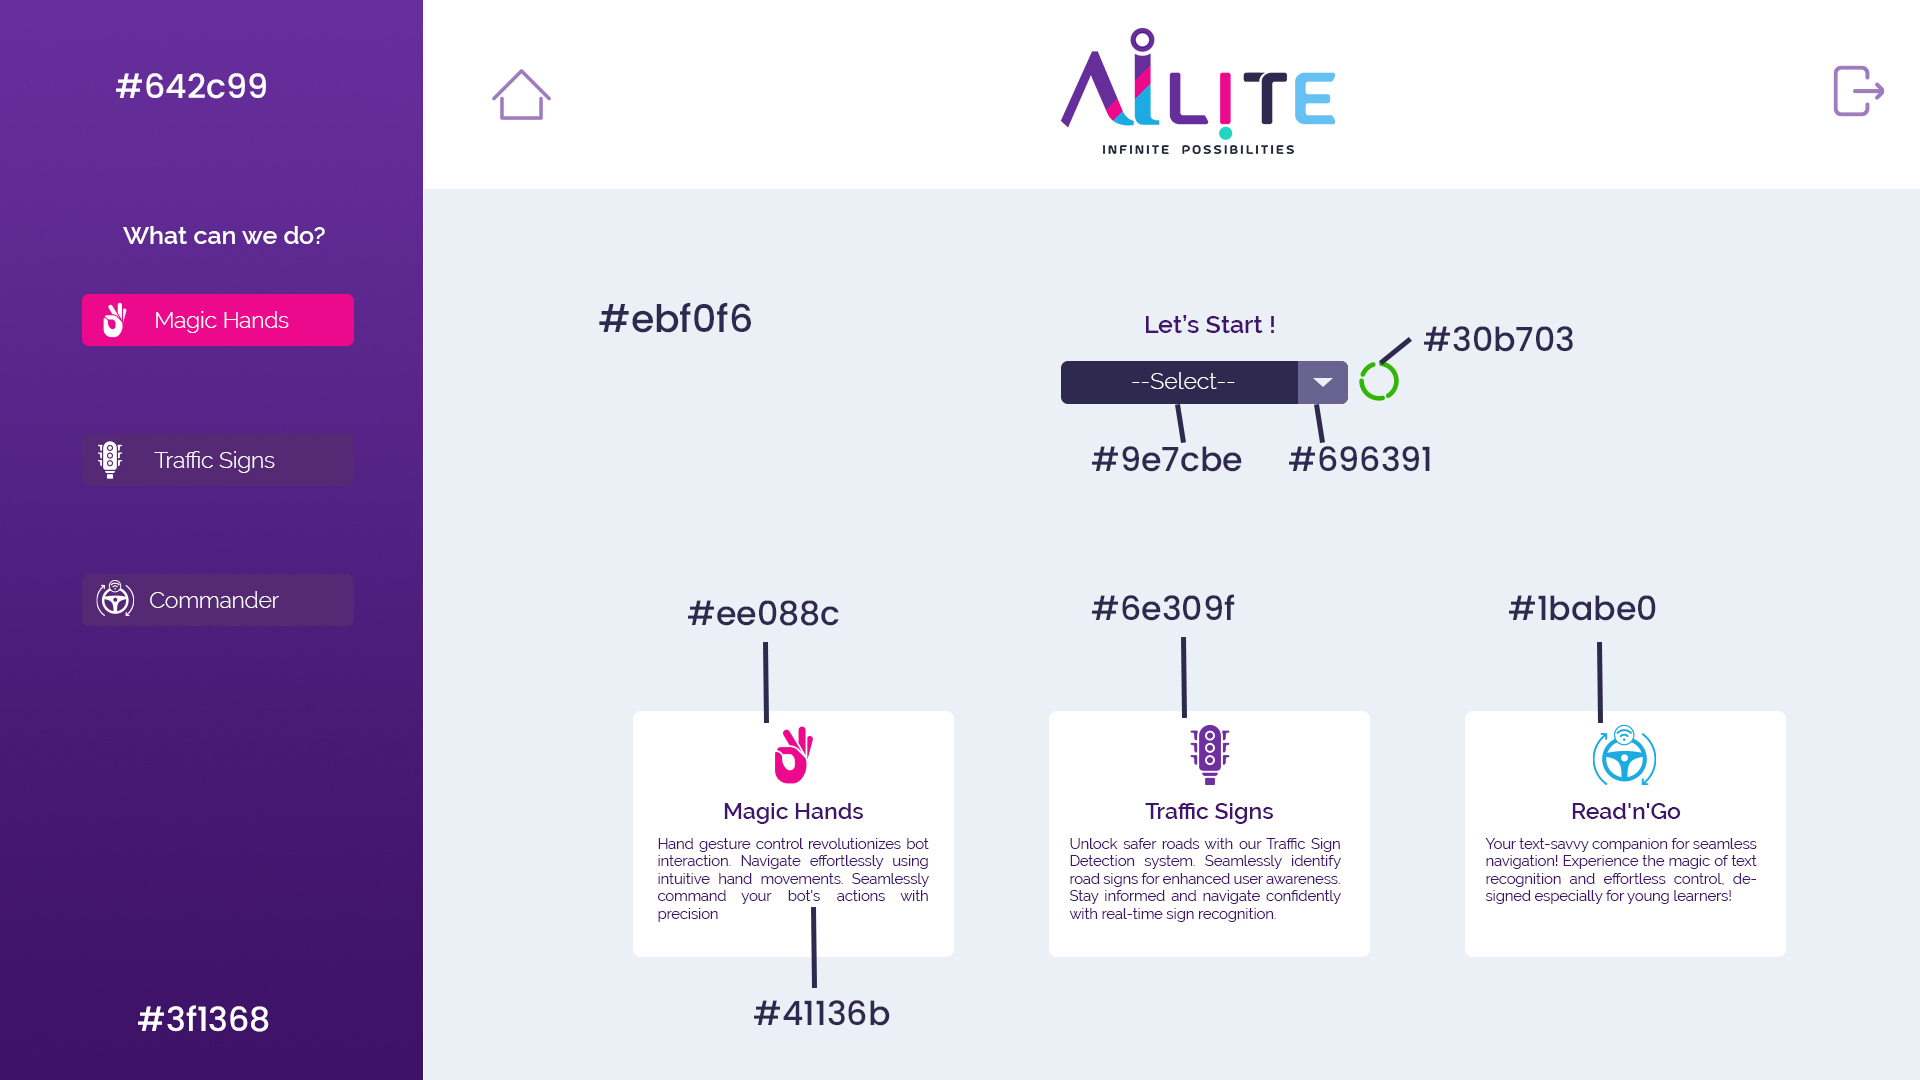 #642c99
What can we do?
Magic Hands
Traffic Signs
Commander
#3f1368
AiLiTE
INFINITE POSSIBILITIES
#ebf0f6
Let's Start !
--Select--
#30b703
#9e7cbe
#696391
#ee088c
Magic Hands
Hand gesture control revolutionizes bot
interaction. Navigate effortlessly using
intuitive hand movements. Seamlessly
command your bot's actions with
precision
#41136b
#6e309f
Traffic Signs
Unlock safer roads with our Traffic Sign
Detection system. Seamlessly identify
road signs for enhanced user awareness.
Stay informed and navigate confidently
with real-time sign recognition.
#1babe0
Read'n'Go
Your text-savvy companion for seamless
navigation! Experience the magic of text
recognition and effortless control, de-
signed especially for young learners!